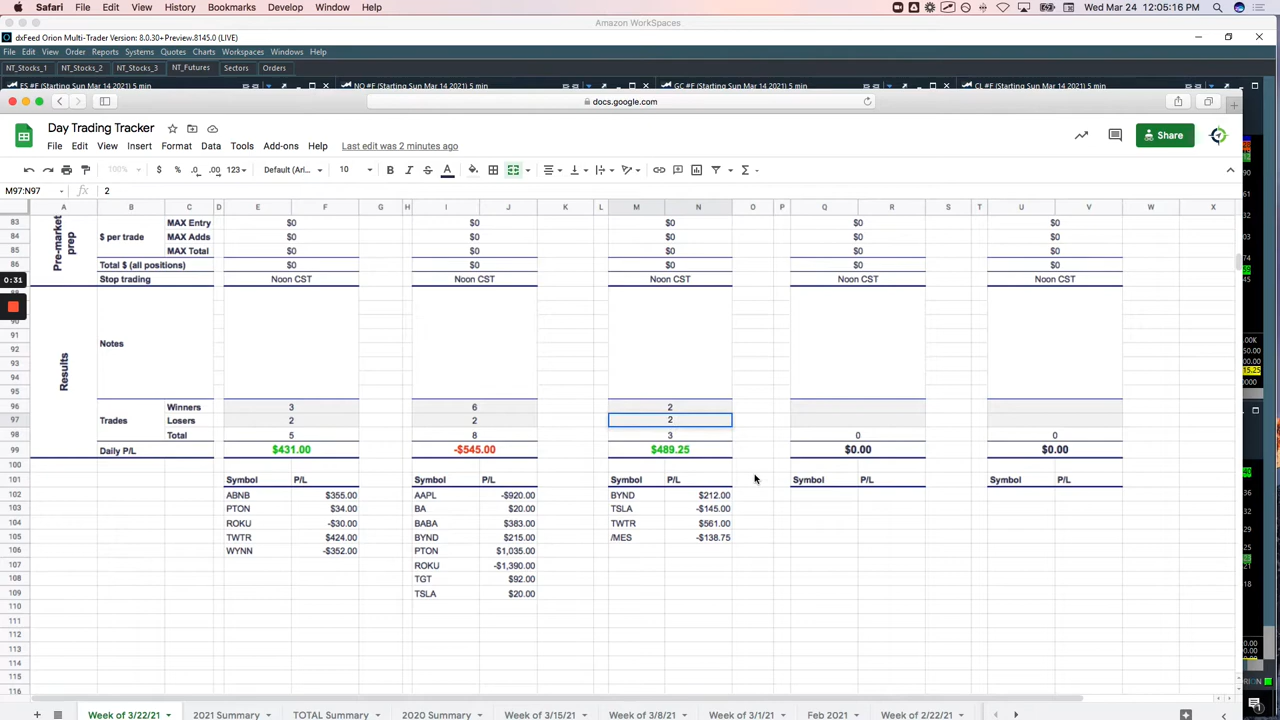 Safari File Edit View History Bookmarks Develop Window Help Wed Mar 24 12:05:16 PM
Amazon WorkSpaces
dxFeed Orion Multi-Trader Version: 8.0.30+Preview.8145.0 (LIVE)
File Edit View Order Reports Systems Quotes Charts Workspaces Windows Help
NT_Stocks_1 NT_Stocks_2 NT_Stocks_3 NT_Futures Sectors Orders
ES #F (Starting Sun Mar 14 2021) 5 min NQ #F (Starting Sun Mar 14 2021) 5 min GC #F (Starting Sun Mar 14 2021) 5 min CL #F (Starting Sun Mar 14 2021) 5 min
docs.google.com
Day Trading Tracker
File Edit View Insert Format Data Tools Add-ons Help Last edit was 2 minutes ago
Share
100% $ % .0 .00 123 Default (Ari... 10 B I S A
M97:N97 fx 2
A B C D E F G H I J K L M N O P Q R S T U V W X
83 MAX Entry $0 $0 $0 $0 $0
84 $ per trade MAX Adds $0 $0 $0 $0 $0
85 MAX Total $0 $0 $0 $0 $0
Pre-market prep
86 Total $ (all positions) $0 $0 $0 $0 $0
0:31
Stop trading Noon CST Noon CST Noon CST Noon CST Noon CST
91
92 Notes
93
94
95
Results
96 Winners 3 6 2
97 Trades Losers 2 2 2
98 Total 5 8 3 0 0
99 Daily P/L $431.00 -$545.00 $489.25 $0.00 $0.00
100
101 Symbol P/L Symbol P/L Symbol P/L Symbol P/L Symbol P/L
102 ABNB $355.00 AAPL -$920.00 BYND $212.00
103 PTON $34.00 BA $20.00 TSLA -$145.00
104 ROKU -$30.00 BABA $383.00 TWTR $561.00
105 TWTR $424.00 BYND $215.00 /MES -$138.75
106 WYNN -$352.00 PTON $1,035.00
107 ROKU -$1,390.00
108 TGT $92.00
109 TSLA $20.00
110
111
112
113
114
115
116
Week of 3/22/21 2021 Summary TOTAL Summary 2020 Summary Week of 3/15/21 Week of 3/8/21 Week of 3/1/21 Feb 2021 Week of 2/22/21